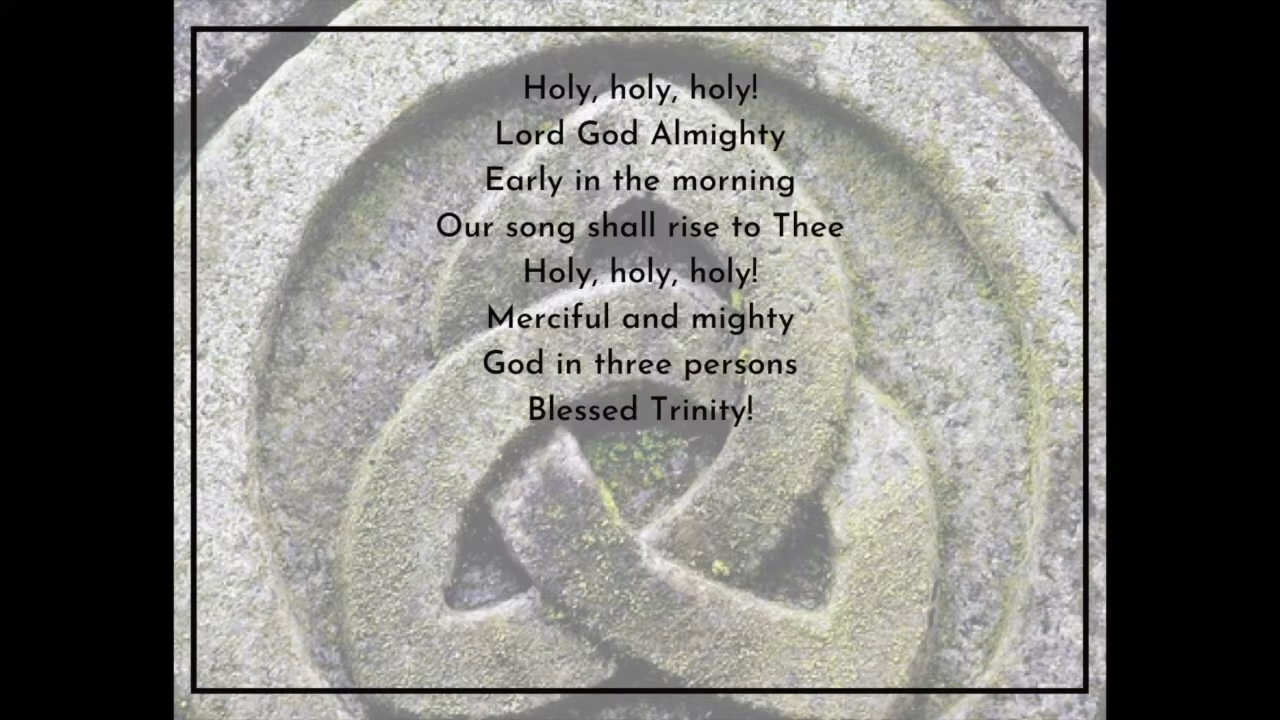 Holy, holy, holy!
Lord God Almighty
Early in the morning
Our song shall rise to Thee
Holy, holy, holy!
Merciful and mighty
God in three persons
Blessed Trinity!